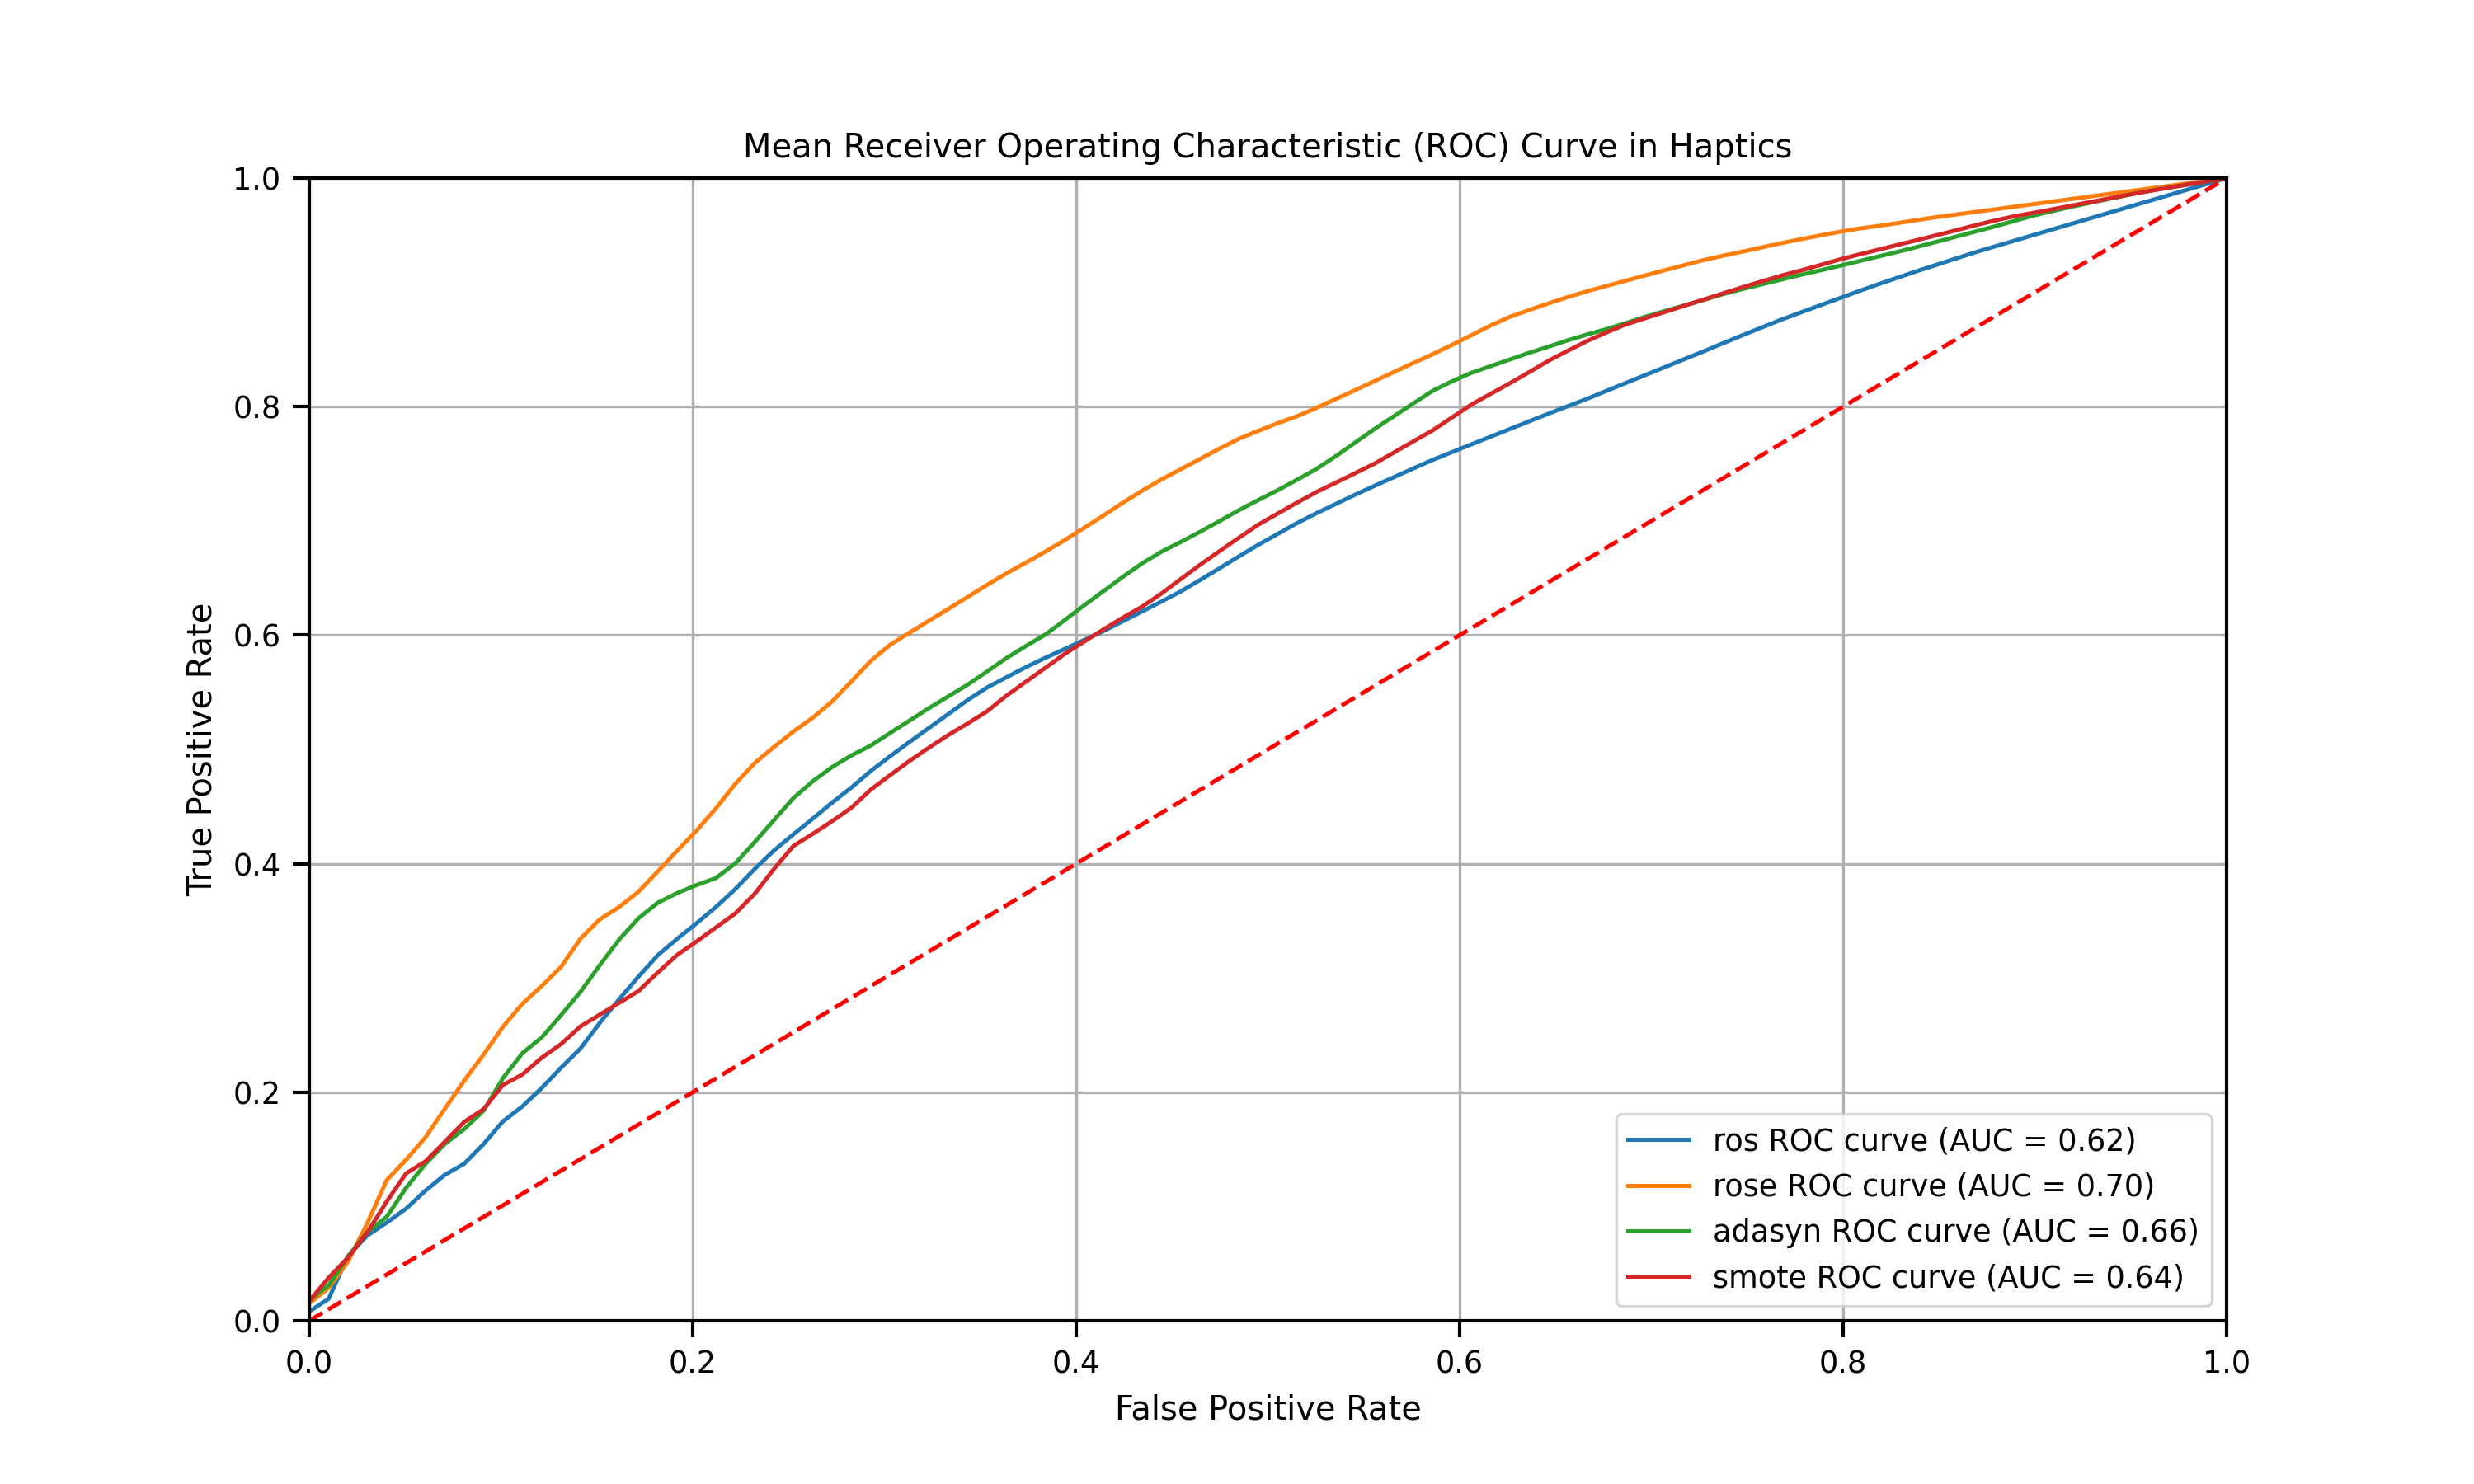 Mean Receiver Operating Characteristic (ROC) Curve in Haptics
1.0
0.8
0.6
0.4
0.2
0.0
True Positive Rate
0.0 0.2 0.4 0.6 0.8 1.0
False Positive Rate
ros ROC curve (AUC = 0.62)
rose ROC curve (AUC = 0.70)
adasyn ROC curve (AUC = 0.66)
smote ROC curve (AUC = 0.64)